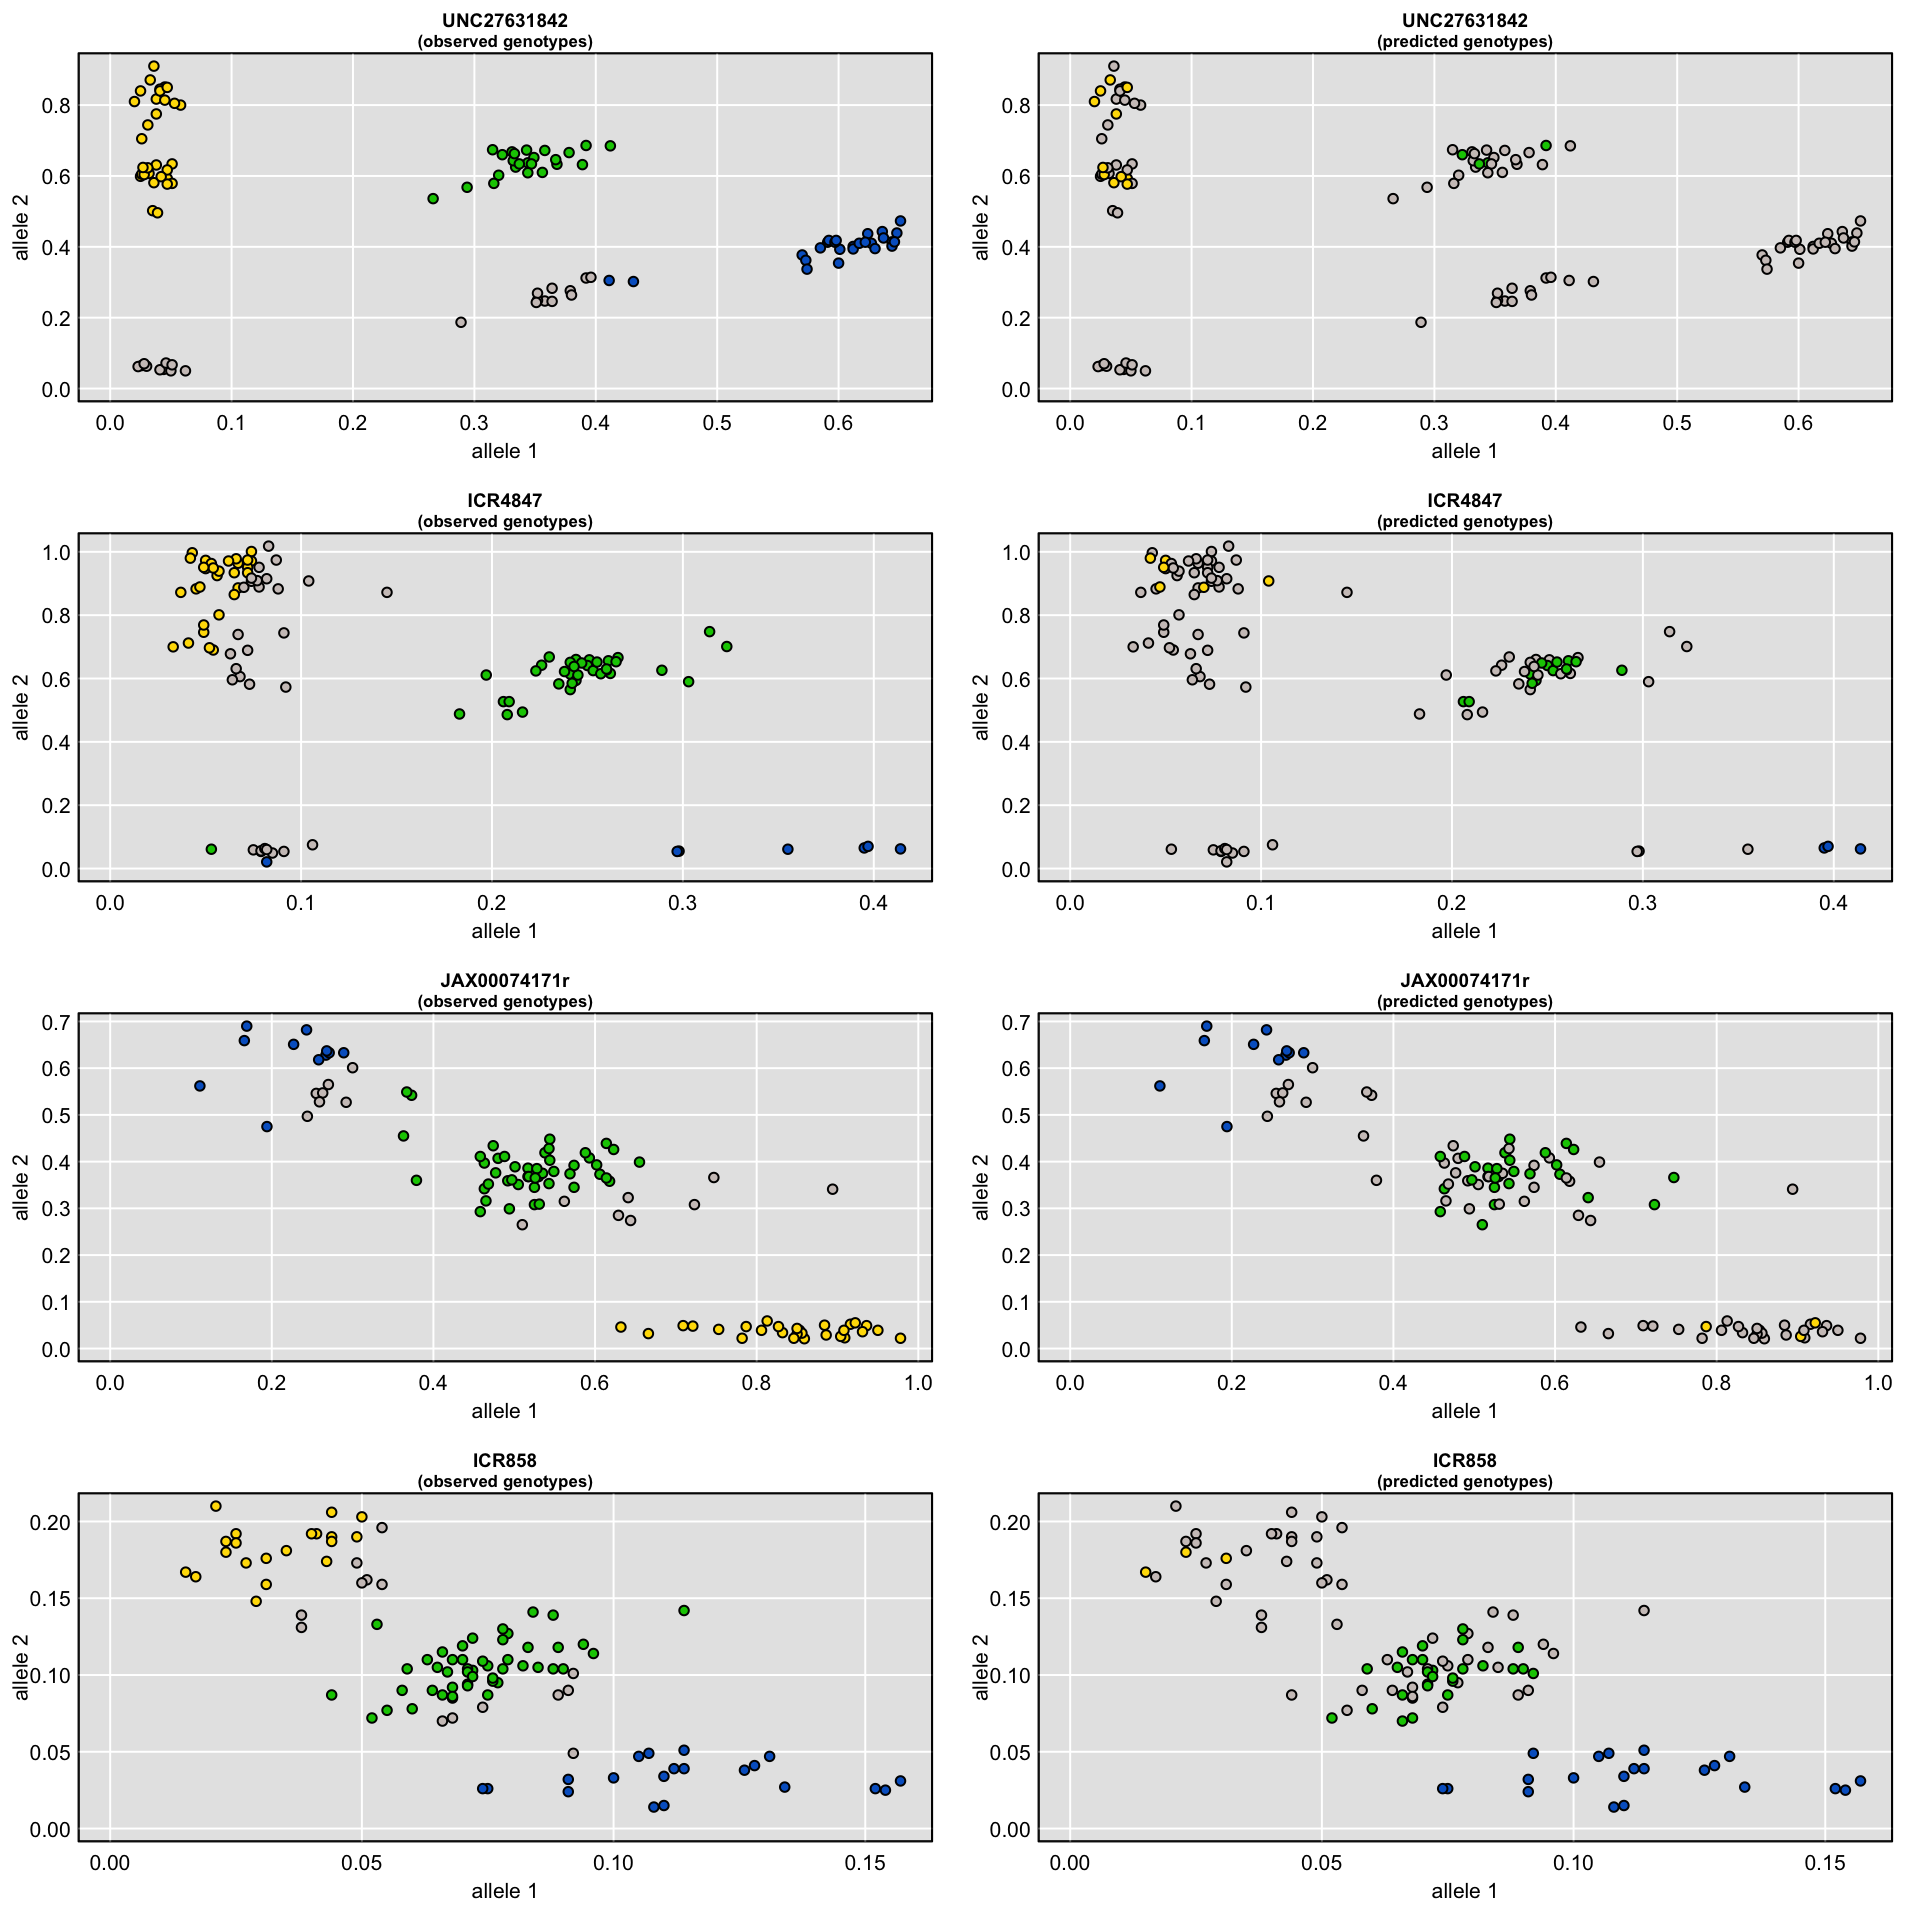 UNC27631842
(observed genotypes)
allele 2
0.8
0.6
0.4
0.2
0.0
0.0 0.1 0.2 0.3 0.4 0.5 0.6
allele 1
UNC27631842
(predicted genotypes)
allele 2
0.8
0.6
0.4
0.2
0.0
0.0 0.1 0.2 0.3 0.4 0.5 0.6
allele 1
ICR4847
(observed genotypes)
allele 2
1.0
0.8
0.6
0.4
0.2
0.0
0.0 0.1 0.2 0.3 0.4
allele 1
ICR4847
(predicted genotypes)
allele 2
1.0
0.8
0.6
0.4
0.2
0.0
0.0 0.1 0.2 0.3 0.4
allele 1
JAX00074171r
(observed genotypes)
allele 2
0.7
0.6
0.5
0.4
0.3
0.2
0.1
0.0
0.0 0.2 0.4 0.6 0.8 1.0
allele 1
JAX00074171r
(predicted genotypes)
allele 2
0.7
0.6
0.5
0.4
0.3
0.2
0.1
0.0
0.0 0.2 0.4 0.6 0.8 1.0
allele 1
ICR858
(observed genotypes)
allele 2
0.20
0.15
0.10
0.05
0.00
0.00 0.05 0.10 0.15
allele 1
ICR858
(predicted genotypes)
allele 2
0.20
0.15
0.10
0.05
0.00
0.00 0.05 0.10 0.15
allele 1